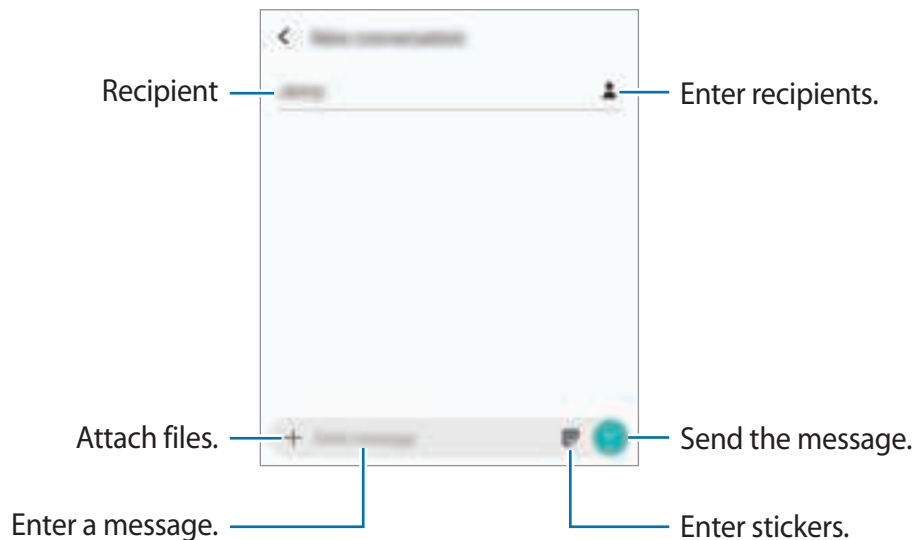 Recipient
Enter recipients.
Attach files.
Send the message.
Enter a message.
Enter stickers.